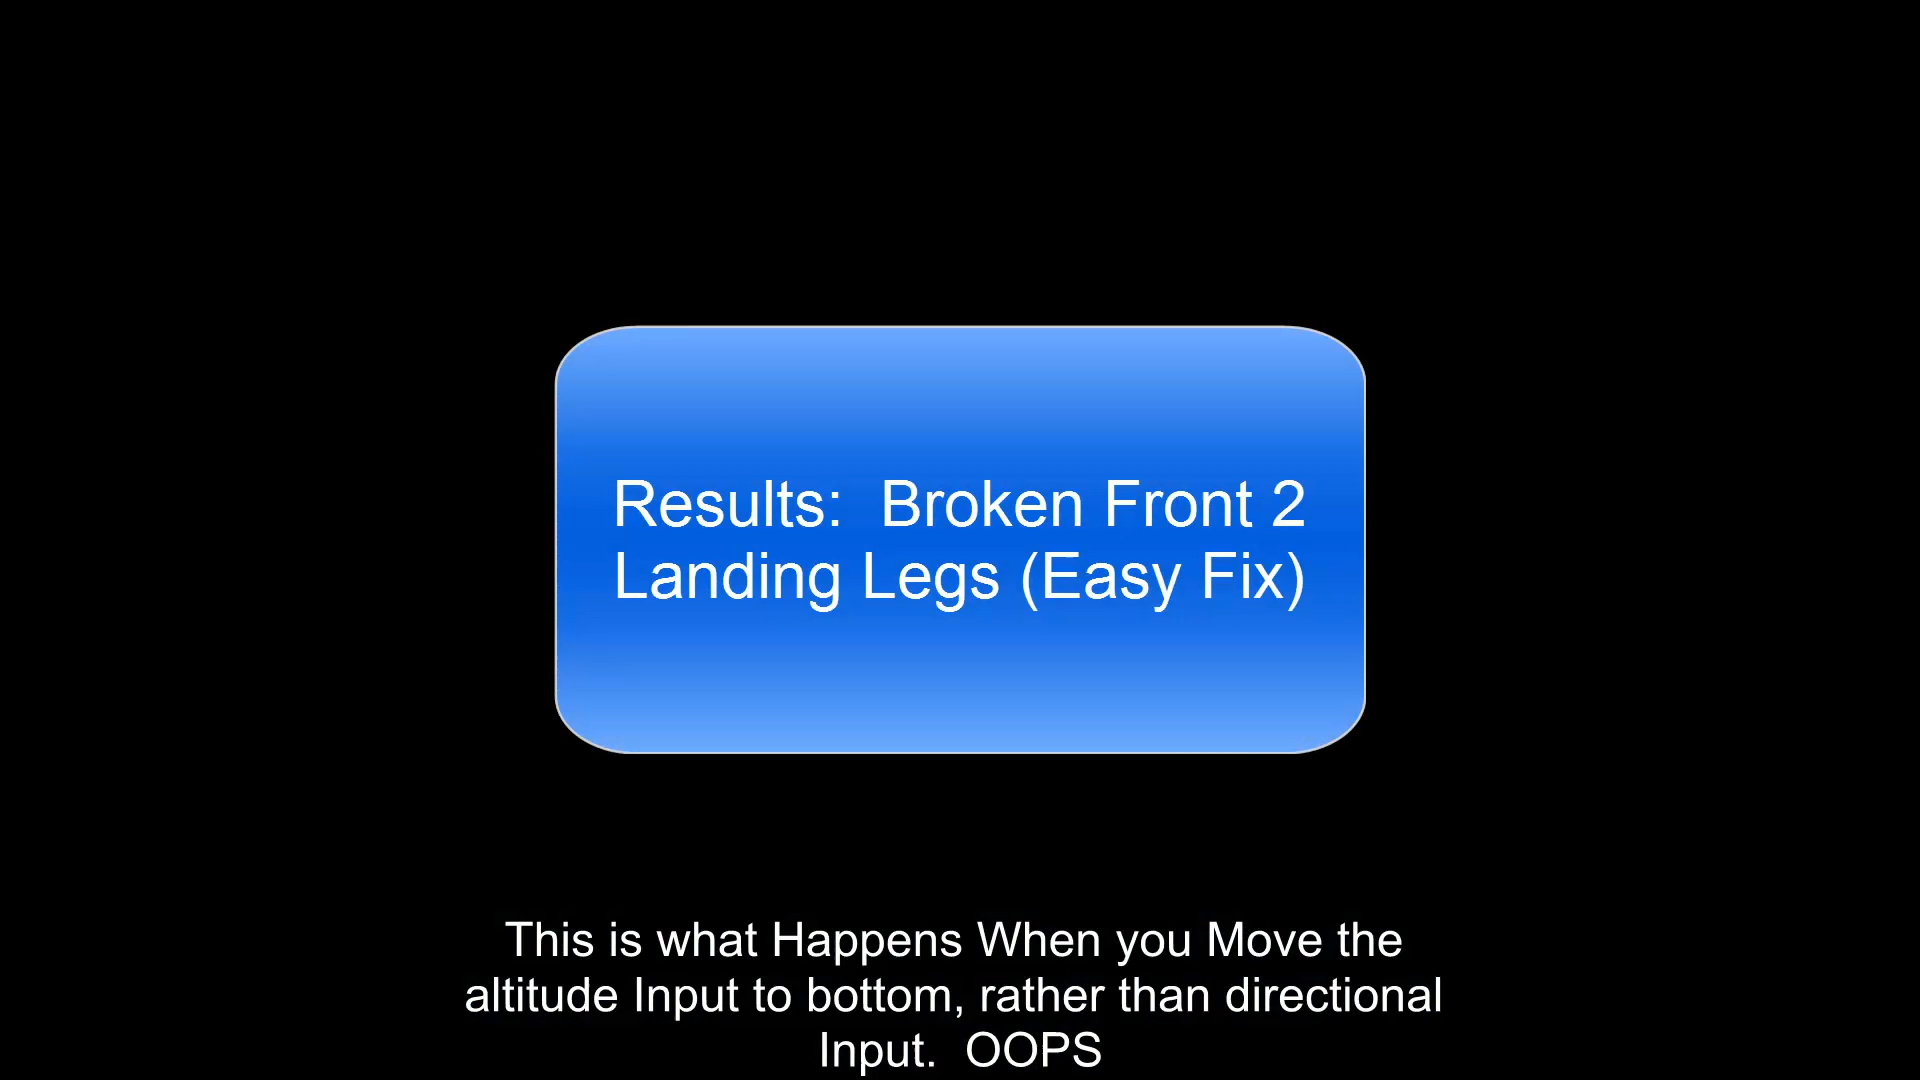 Results:  Broken Front 2
Landing Legs (Easy Fix)
This is what Happens When you Move the
altitude Input to bottom, rather than directional
Input.  OOPS